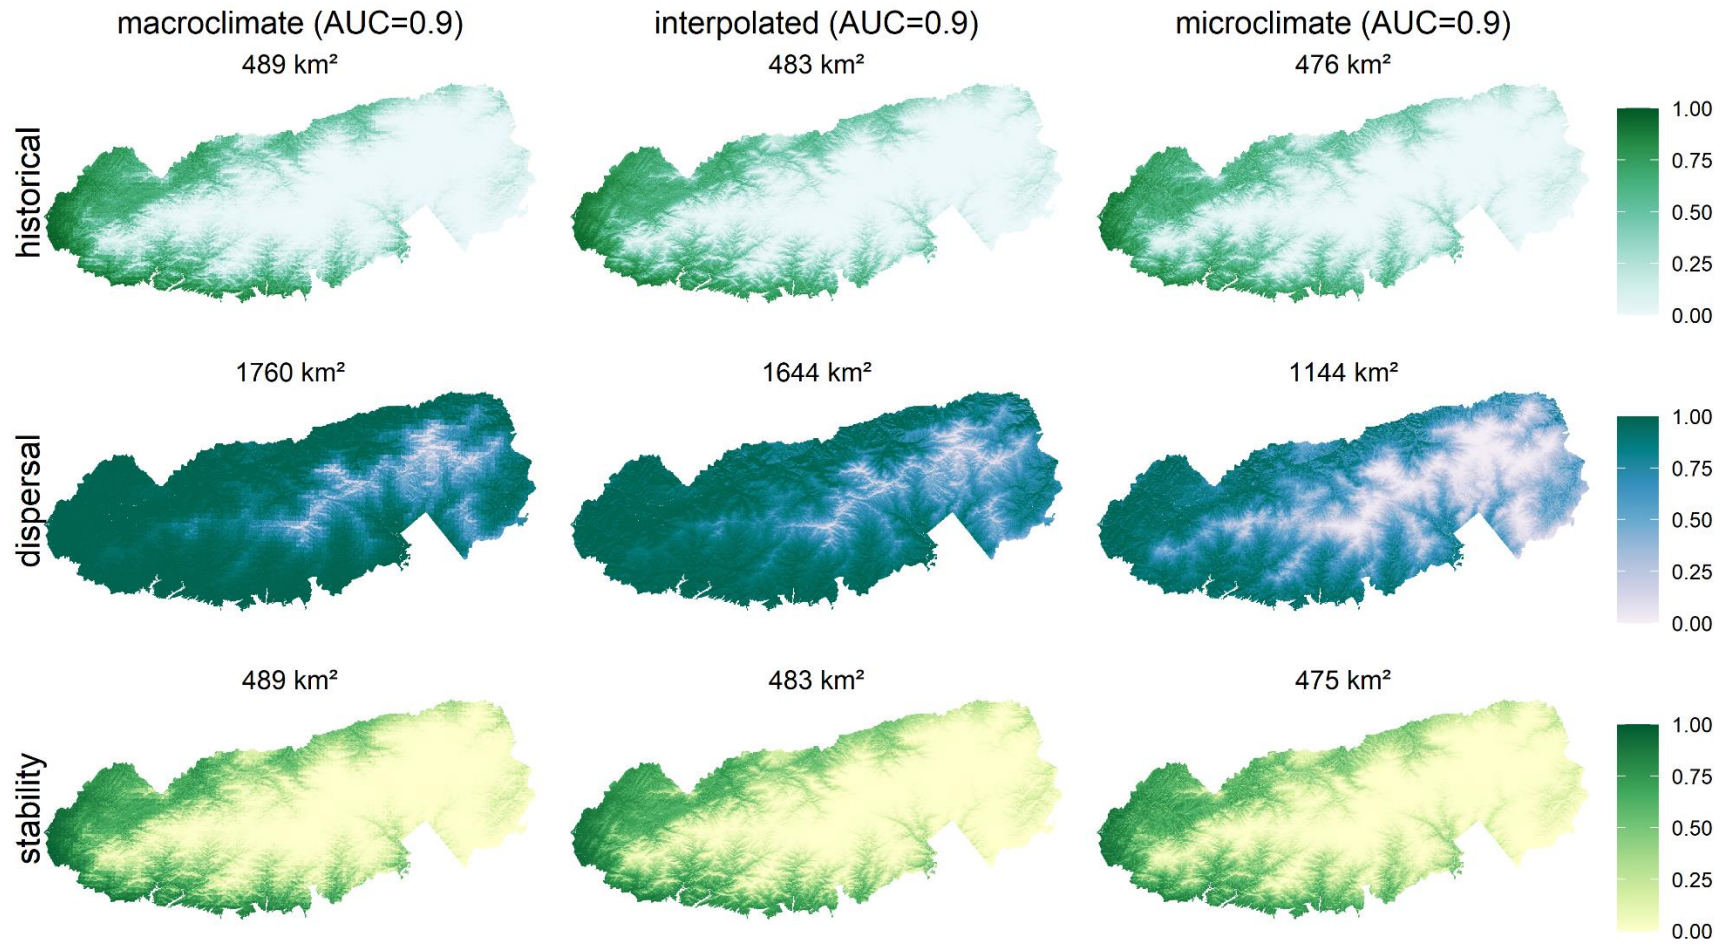 macroclimate (AUC=0.9) interpolated (AUC=0.9) microclimate (AUC=0.9)
489 km² 483 km² 476 km²
historical
1.00
0.75
0.50
0.25
0.00
1760 km² 1644 km² 1144 km²
dispersal
1.00
0.75
0.50
0.25
0.00
489 km² 483 km² 475 km²
stability
1.00
0.75
0.50
0.25
0.00